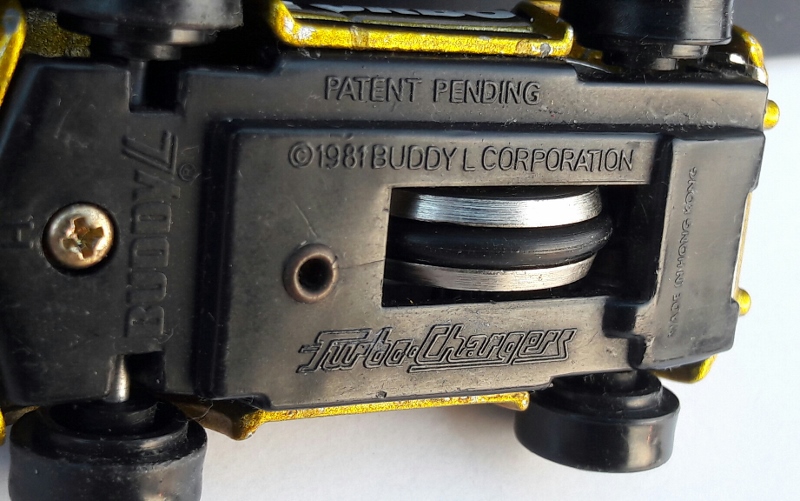 PATENT PENDING
©1981 BUDDY L CORPORATION
BUDDY L
MADE IN HONG KONG
Turbo-Chargers